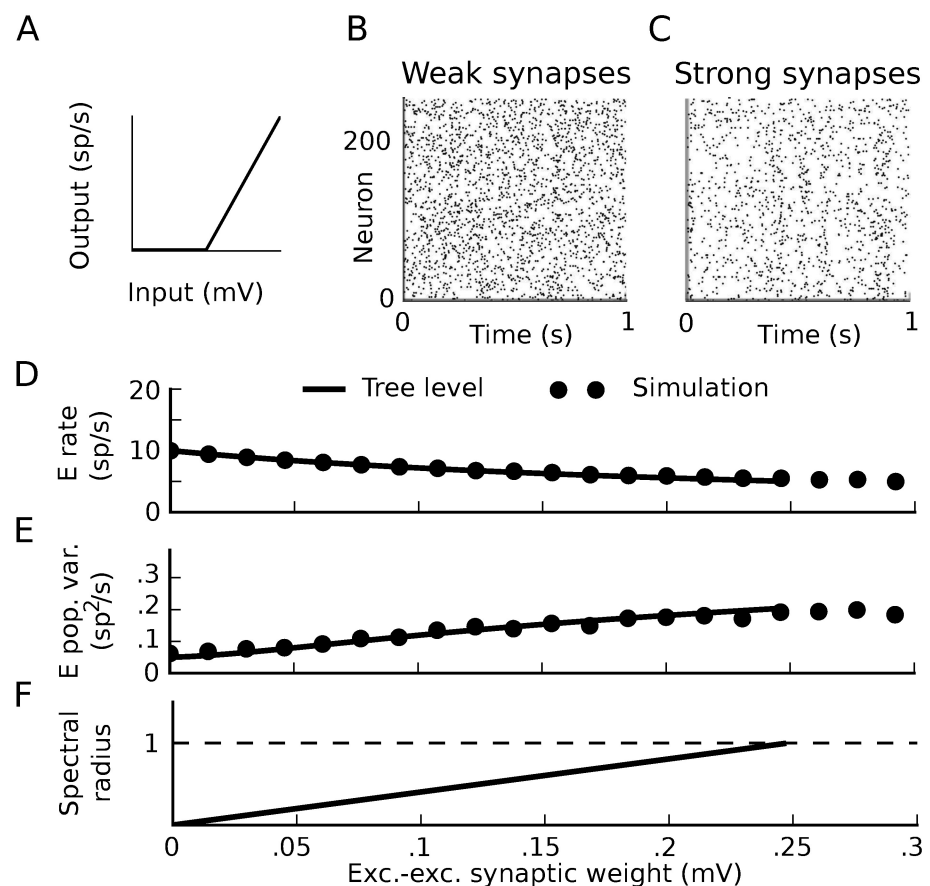 A
Output (sp/s)
Input (mV)
B
Weak synapses
Neuron
200
0
0
1
Time (s)
C
Strong synapses
0
1
Time (s)
D
Tree level
Simulation
E rate
(sp/s)
20
10
0
E
E pop. var.
(sp²/s)
.3
.2
.1
0
F
Spectral
radius
1
0 .05 .1 .15 .2 .25 .3
Exc.-exc. synaptic weight (mV)